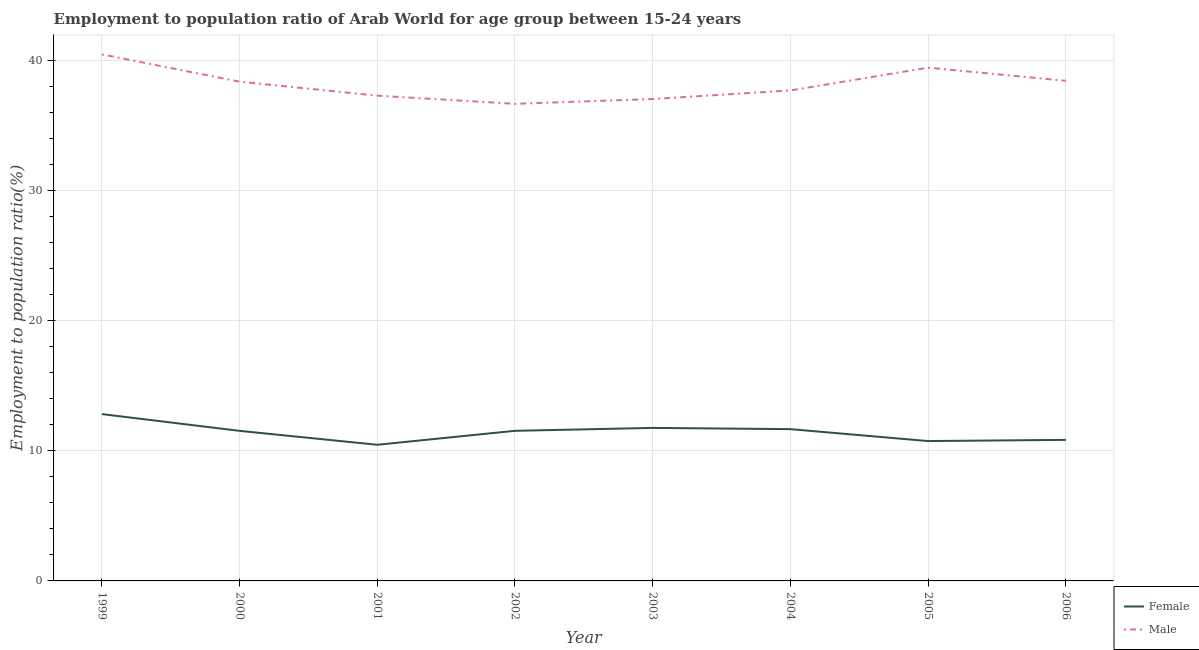 Employment to population ratio of Arab World for age group between 15-24 years
Employment to population ratio(%)
40
30
20
10
0
1999
2000
2001
2002
2003
2004
2005
2006
Year
Female
Male